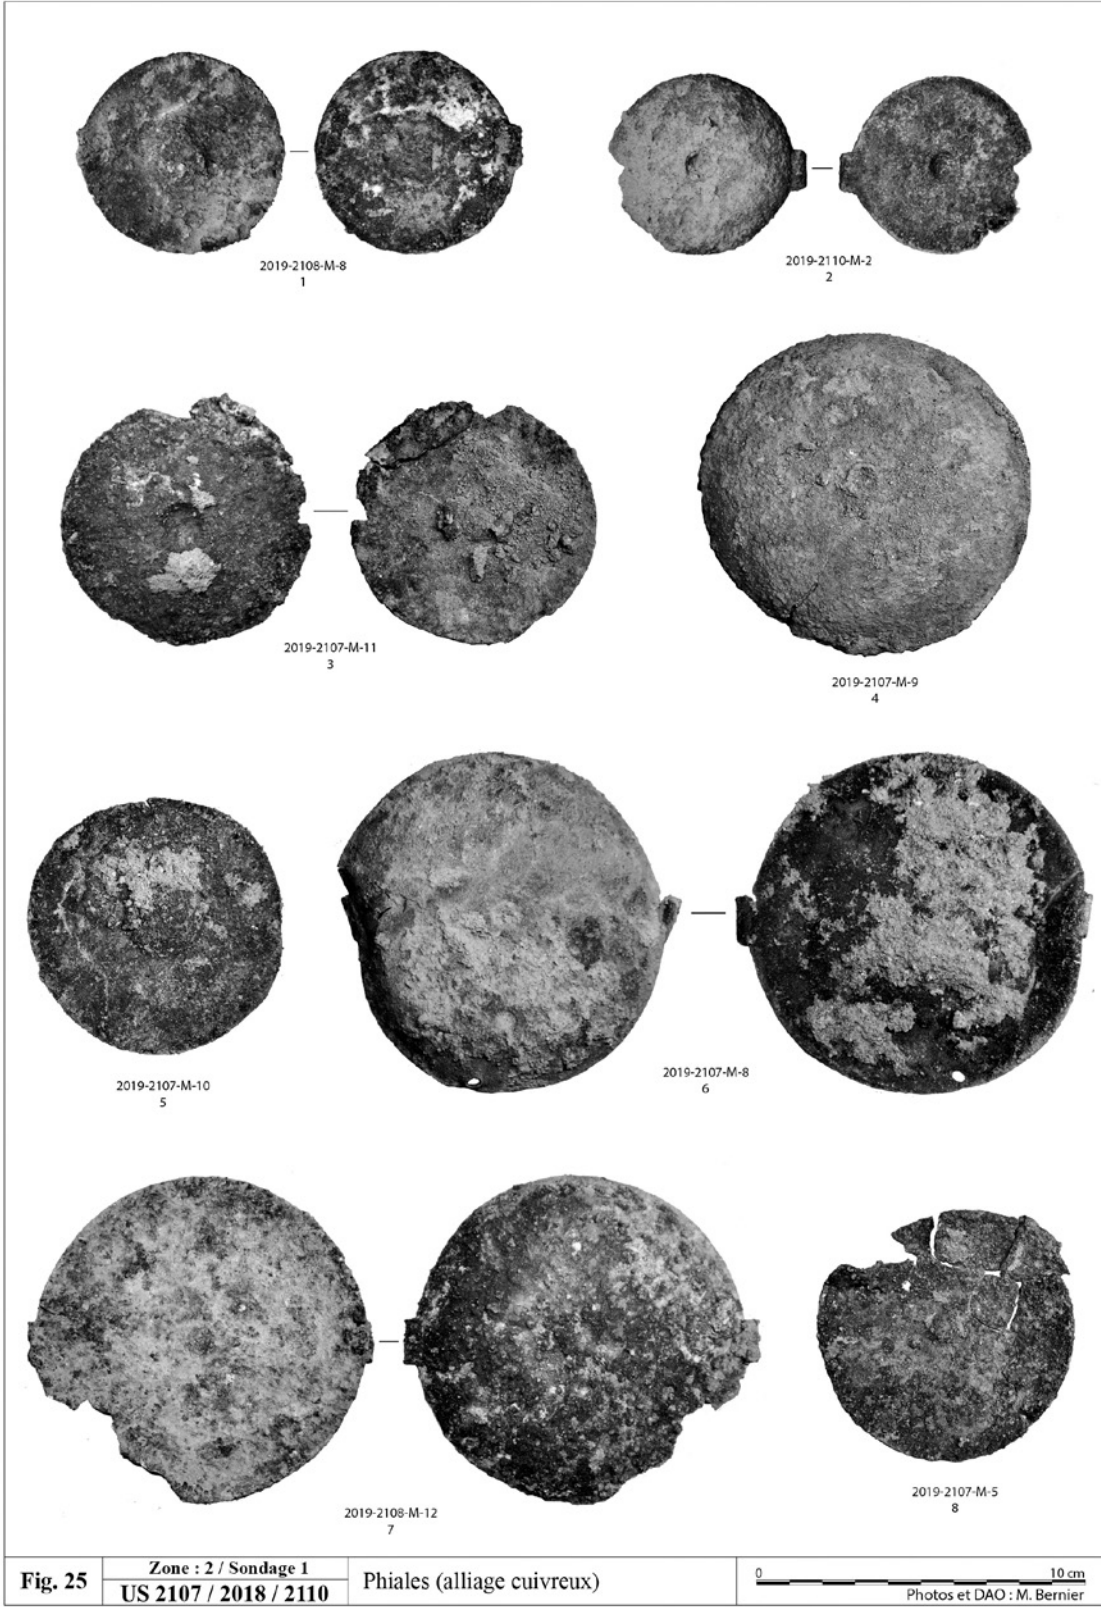 2019-2108-M-8
1
2019-2110-M-2
2
2019-2107-M-11
3
2019-2107-M-9
4
2019-2107-M-10
5
2019-2107-M-8
6
2019-2108-M-12
7
2019-2107-M-5
8
Fig. 25
Zone : 2 / Sondage 1
US 2107 / 2018 / 2110
Phiales (alliage cuivreux)
0 10 cm
Photos et DAO : M. Bernier